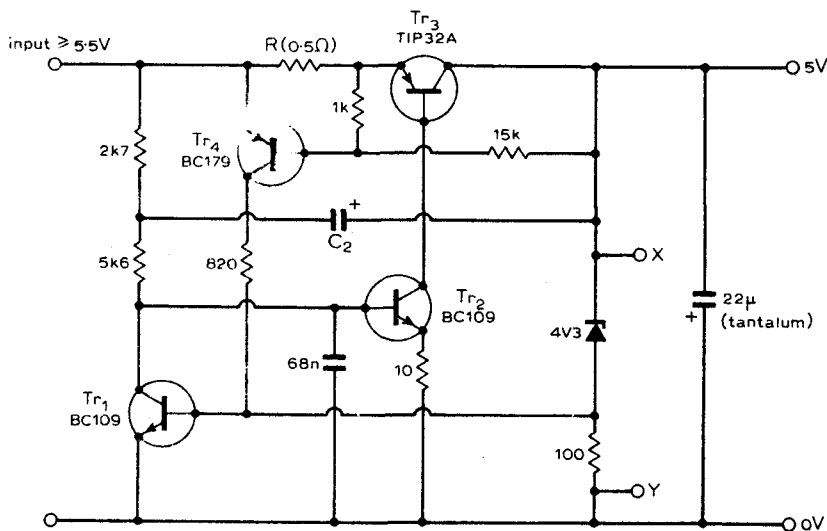 Tr3
TIP32A
input ≥ 5·5V
R(0·5Ω)
5V
1k
15k
Tr4
BC179
2k7
+
C2
X
5k6
820
Tr2
BC109
22µ
(tantalum)
+
4V3
68n
10
Tr1
BC109
100
Y
0V